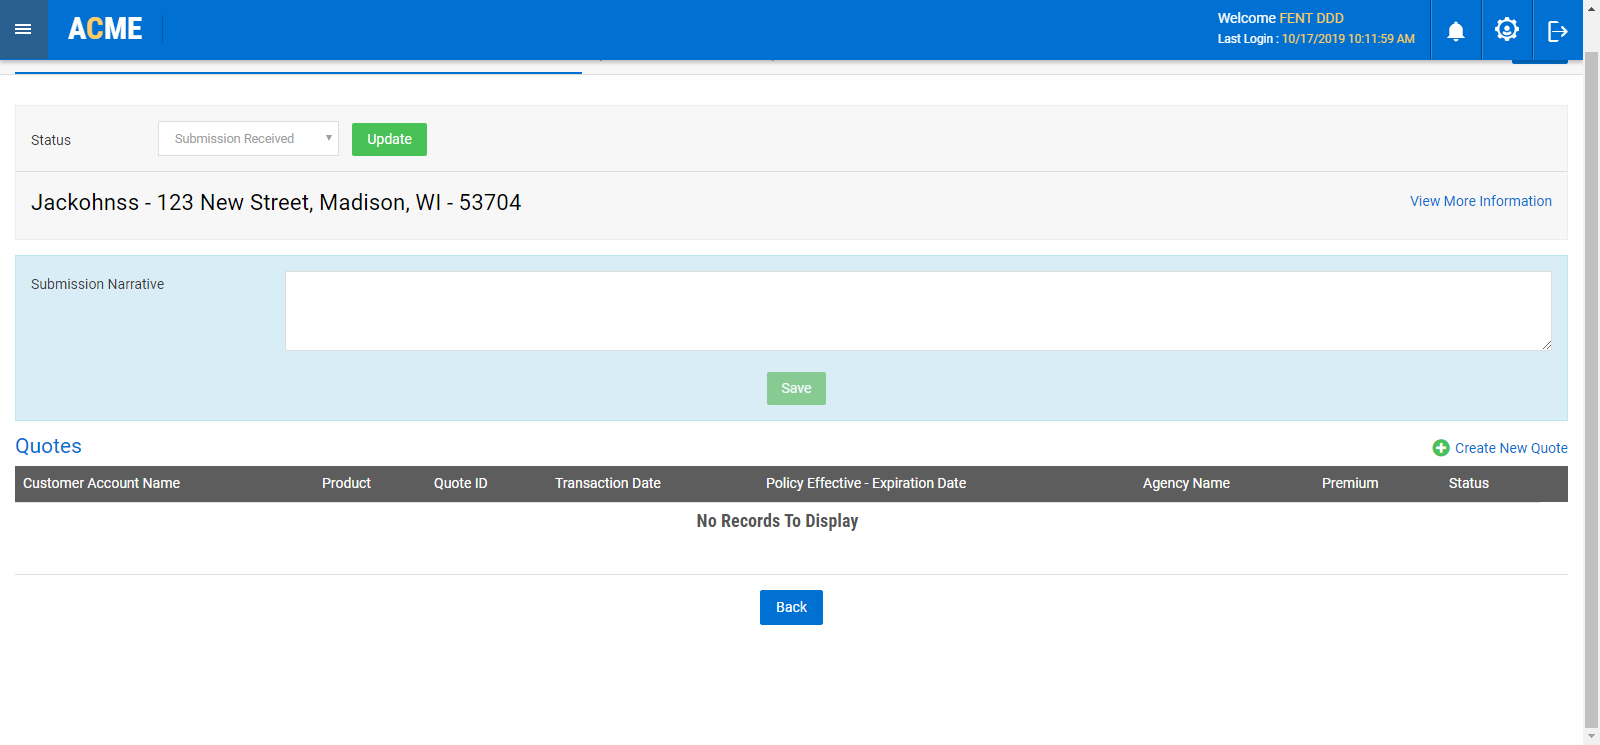 ACME
Welcome FENT DDD
Last Login : 10/17/2019 10:11:59 AM
Status
Submission Received
Update
Jackohnss - 123 New Street, Madison, WI - 53704
View More Information
Submission Narrative
Save
Quotes
Create New Quote
Customer Account Name Product Quote ID Transaction Date Policy Effective - Expiration Date Agency Name Premium Status
No Records To Display
Back